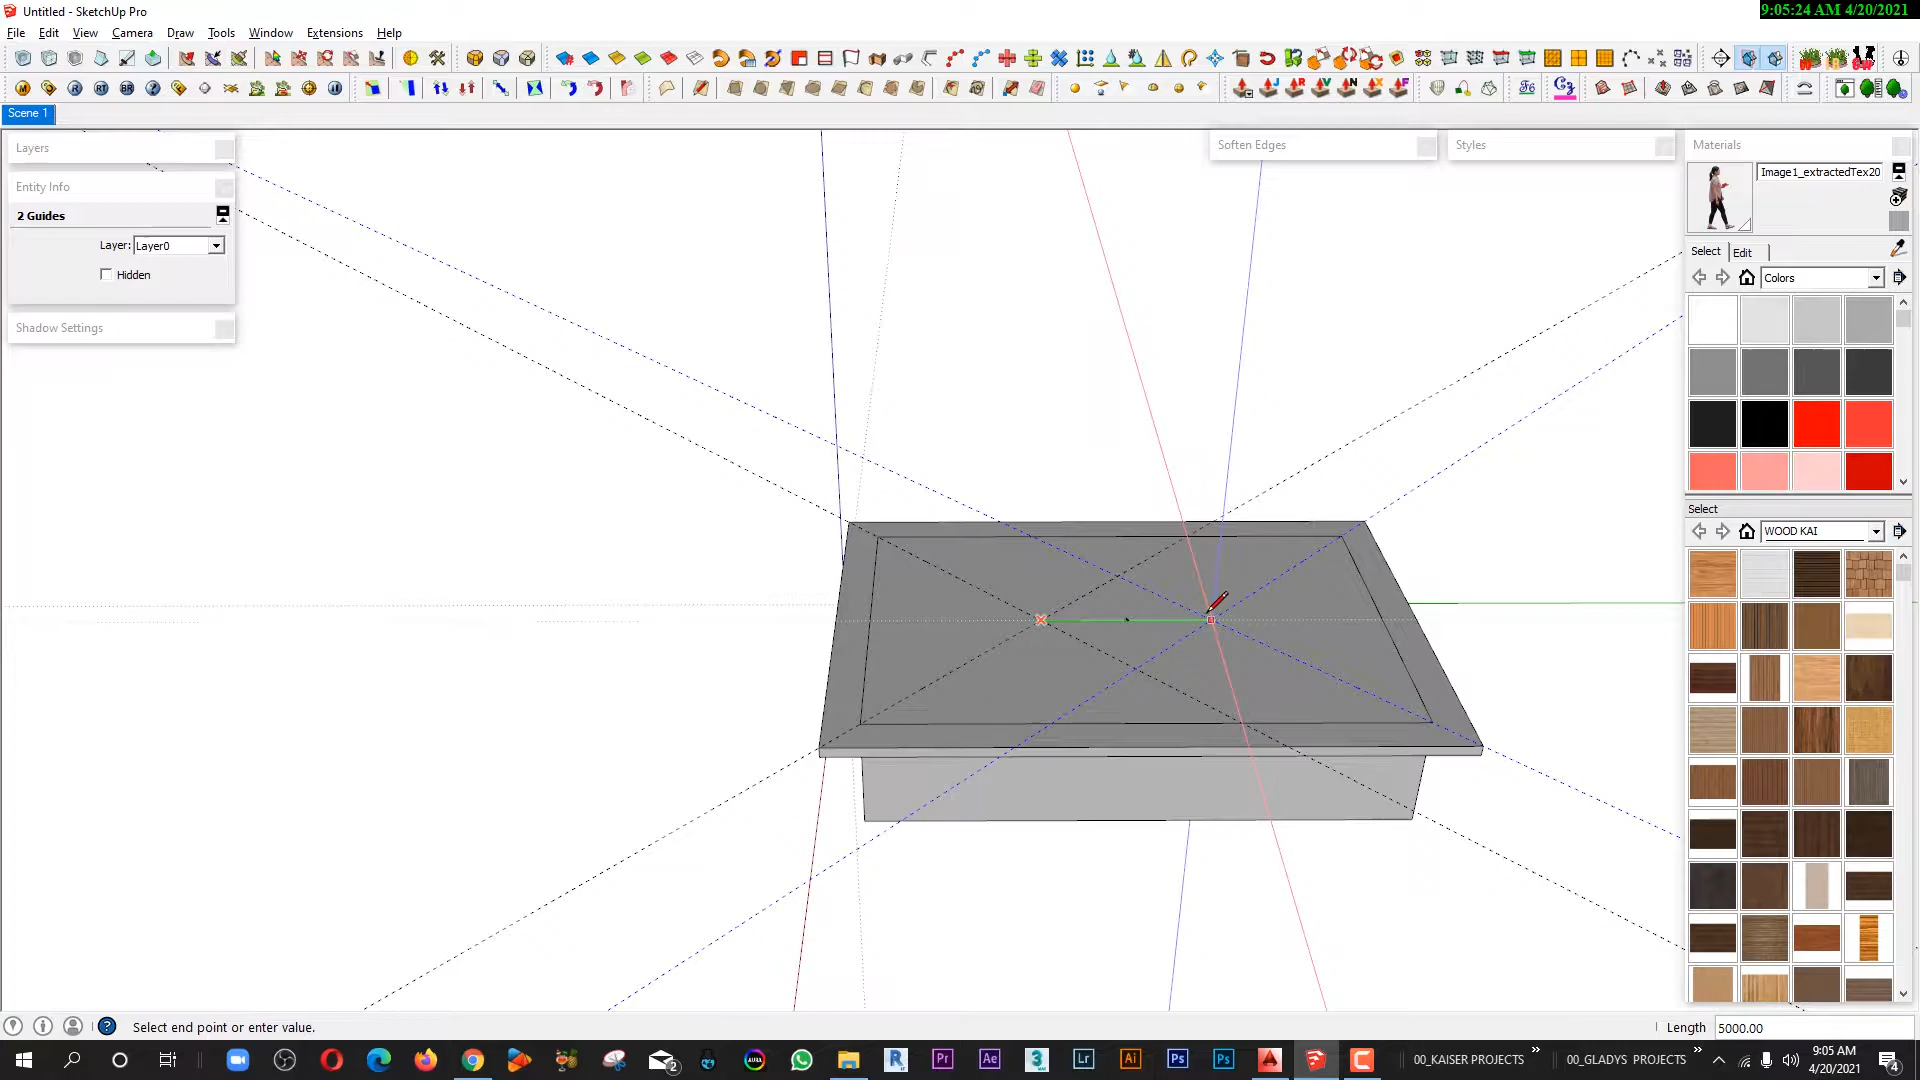 Untitled - SketchUp Pro
9:05:24 AM 4/20/2021
File Edit View Camera Draw Tools Window Extensions Help
Scene 1
Layers
Soften Edges
Styles
Materials
Image1_extractedTex20
Entity Info
2 Guides
Layer: Layer0
Hidden
Select Edit
Colors
Shadow Settings
Select
WOOD KAI
Select end point or enter value.
Length 5000.00
00_KAISER PROJECTS
00_GLADYS PROJECTS
9:05 AM
4/20/2021